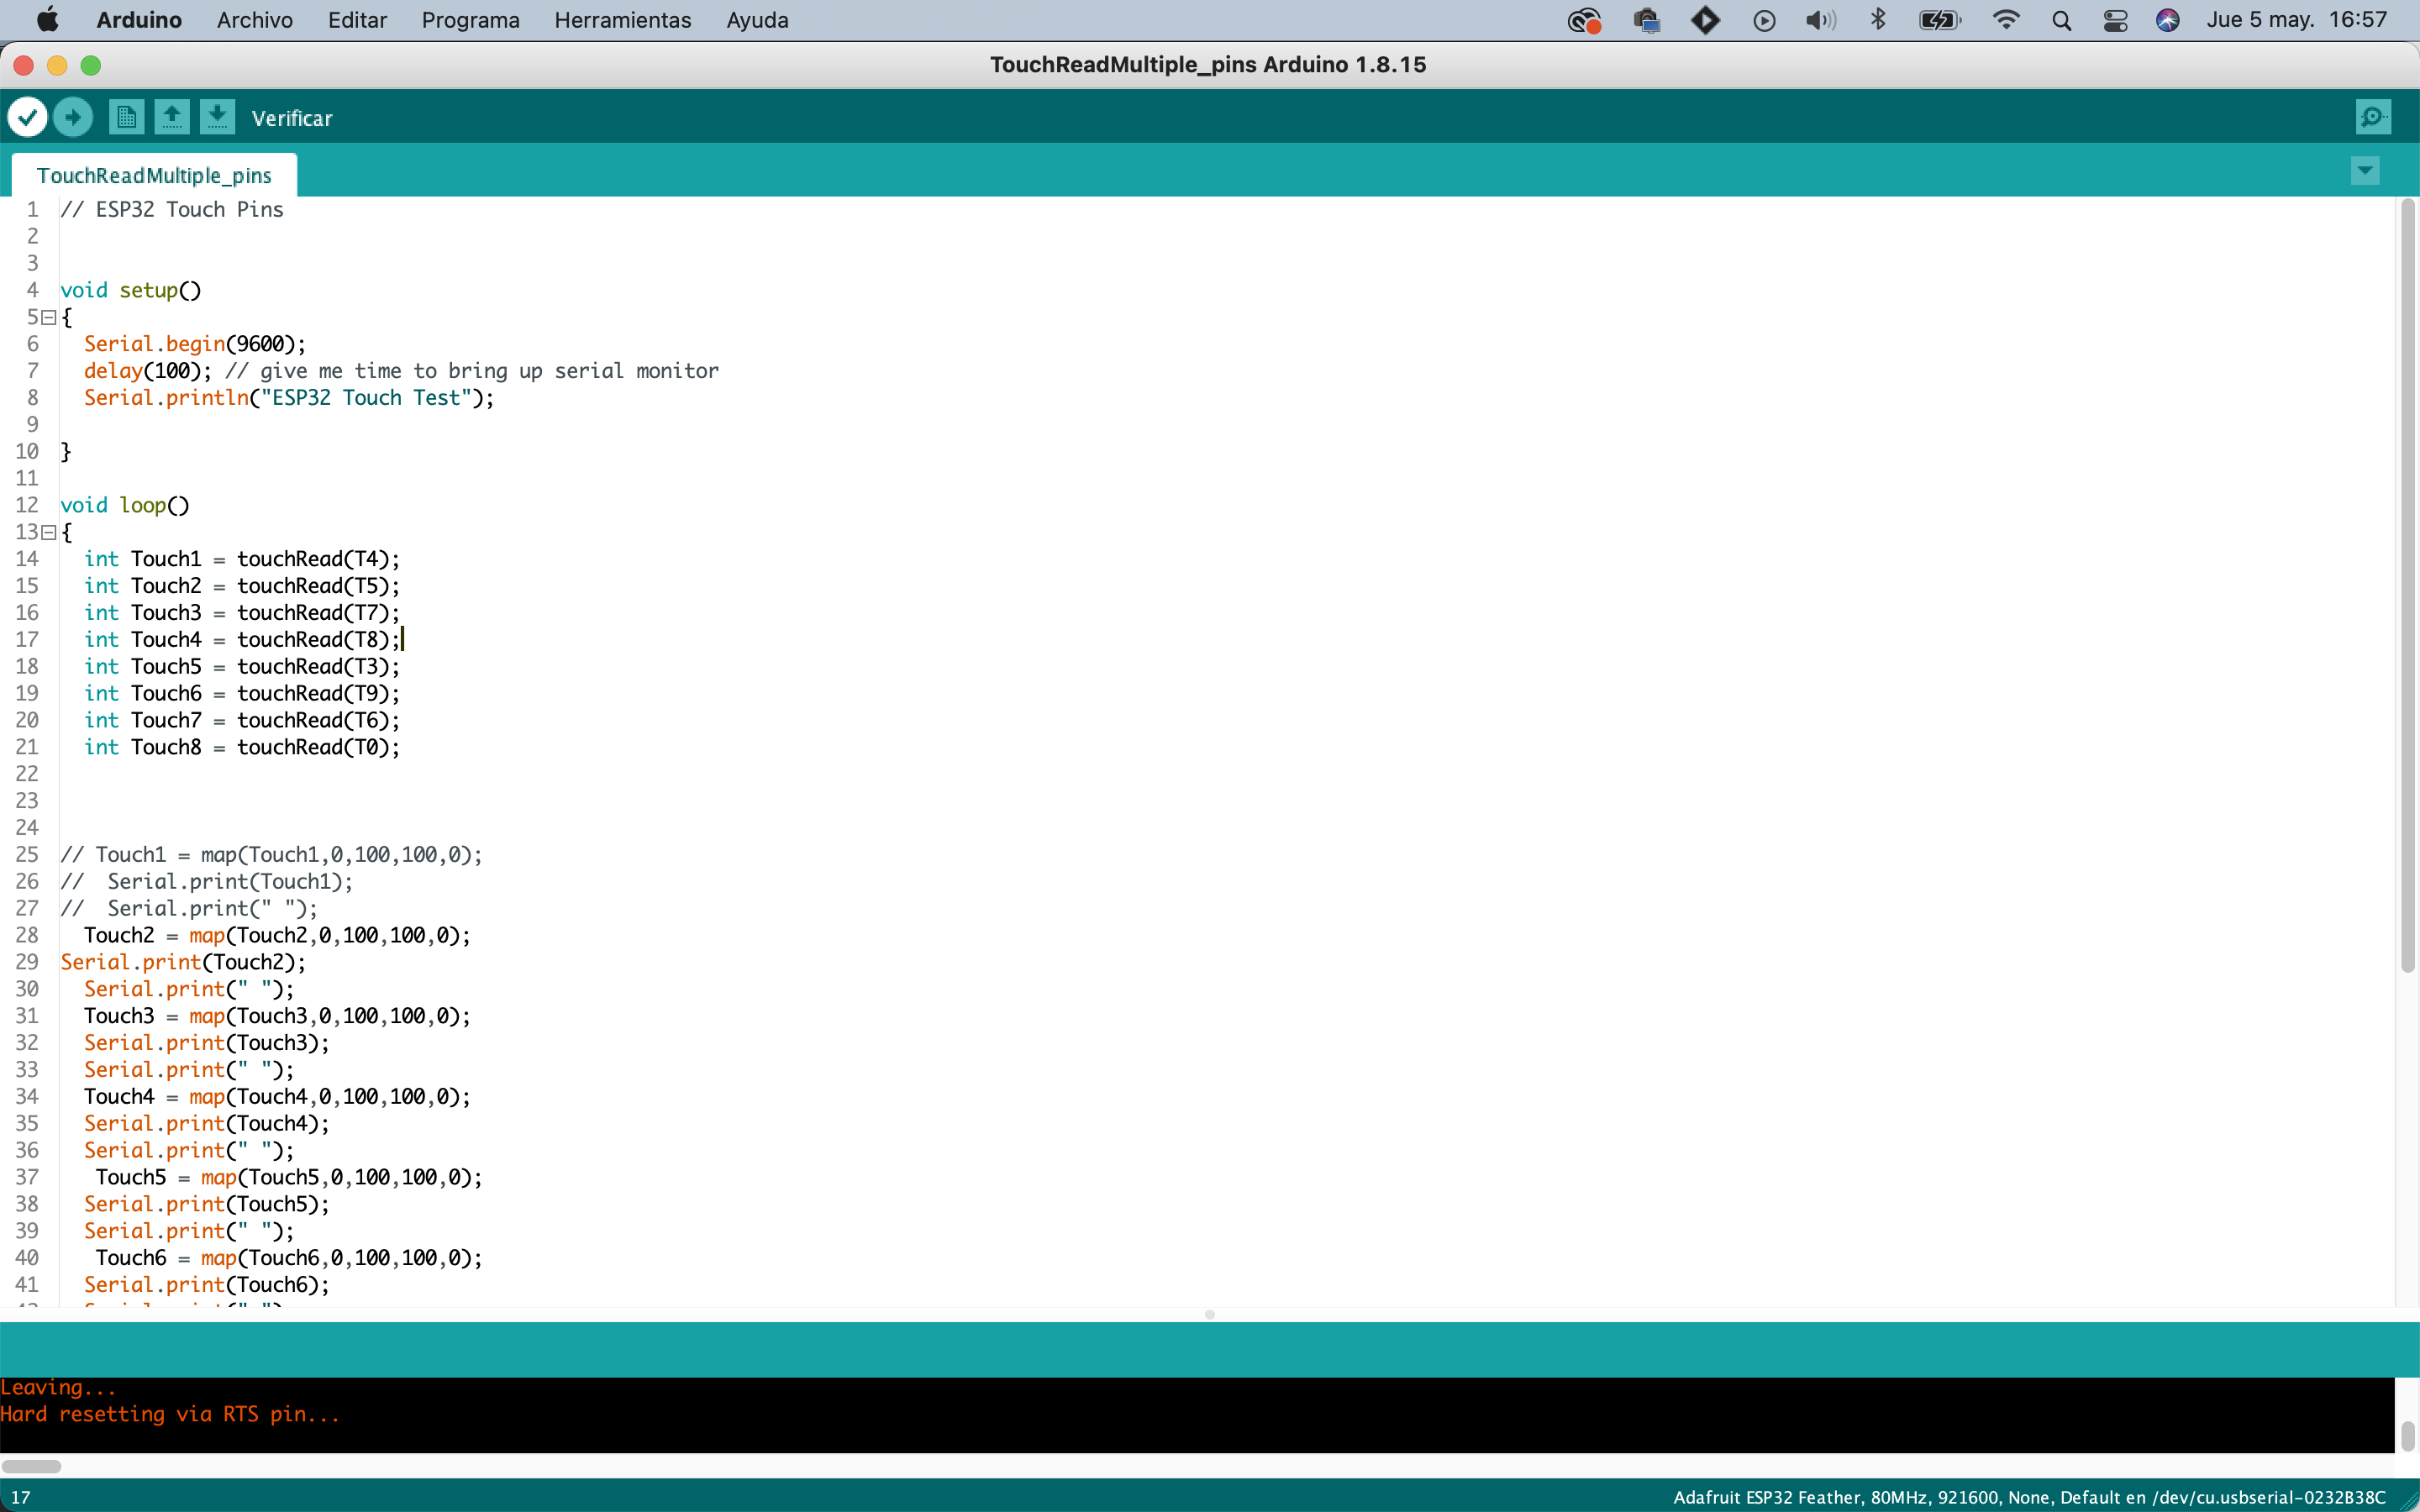 Arduino Archivo Editar Programa Herramientas Ayuda Jue 5 may. 16:57
TouchReadMultiple_pins Arduino 1.8.15
Verificar
TouchReadMultiple_pins
1 // ESP32 Touch Pins
2
3
4 void setup()
5 {
6 Serial.begin(9600);
7 delay(100); // give me time to bring up serial monitor
8 Serial.println("ESP32 Touch Test");
9
10 }
11
12 void loop()
13 {
14 int Touch1 = touchRead(T4);
15 int Touch2 = touchRead(T5);
16 int Touch3 = touchRead(T7);
17 int Touch4 = touchRead(T8);
18 int Touch5 = touchRead(T3);
19 int Touch6 = touchRead(T9);
20 int Touch7 = touchRead(T6);
21 int Touch8 = touchRead(T0);
22
23
24
25 // Touch1 = map(Touch1,0,100,100,0);
26 //  Serial.print(Touch1);
27 //  Serial.print(" ");
28 Touch2 = map(Touch2,0,100,100,0);
29 Serial.print(Touch2);
30 Serial.print(" ");
31 Touch3 = map(Touch3,0,100,100,0);
32 Serial.print(Touch3);
33 Serial.print(" ");
34 Touch4 = map(Touch4,0,100,100,0);
35 Serial.print(Touch4);
36 Serial.print(" ");
37 Touch5 = map(Touch5,0,100,100,0);
38 Serial.print(Touch5);
39 Serial.print(" ");
40 Touch6 = map(Touch6,0,100,100,0);
41 Serial.print(Touch6);
Leaving...
Hard resetting via RTS pin...
17 Adafruit ESP32 Feather, 80MHz, 921600, None, Default en /dev/cu.usbserial-0232B38C